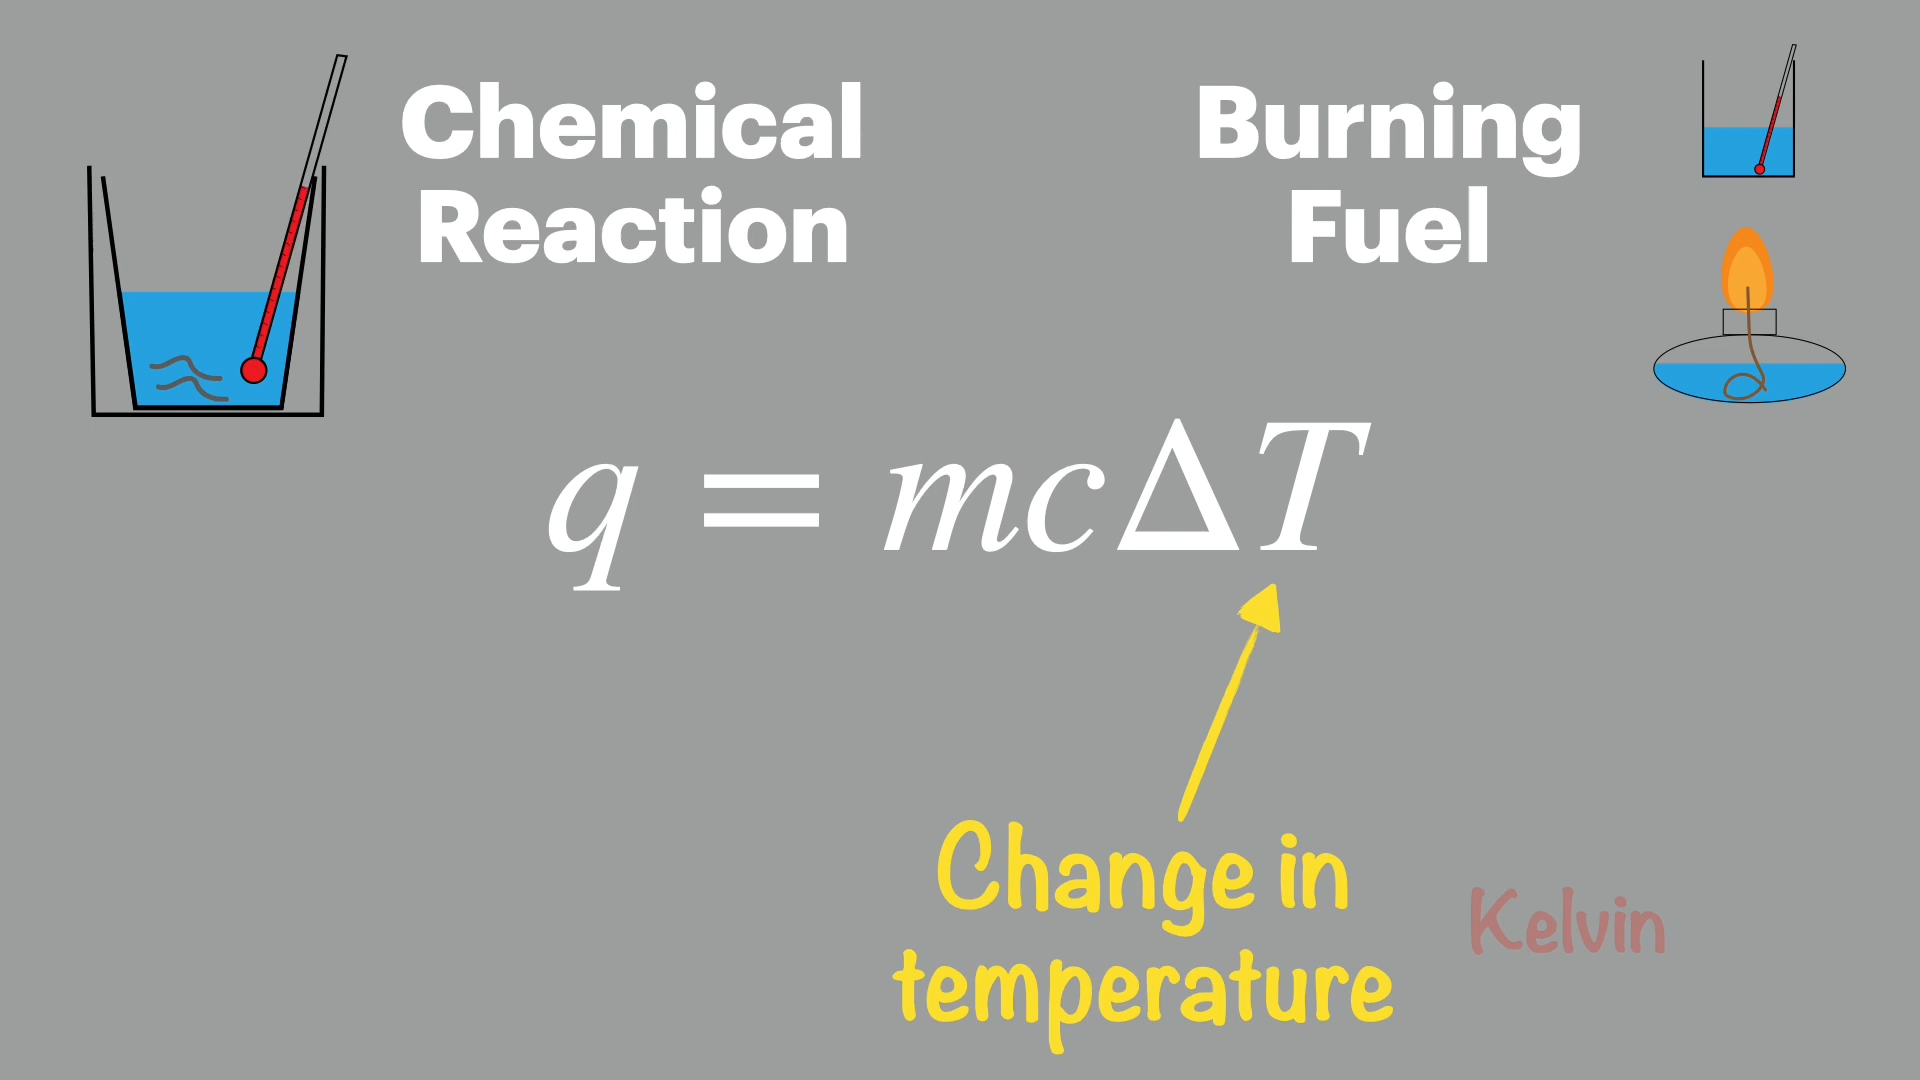 Chemical
Reaction
Burning
Fuel
q = mcΔT
Change in
temperature
Kelvin